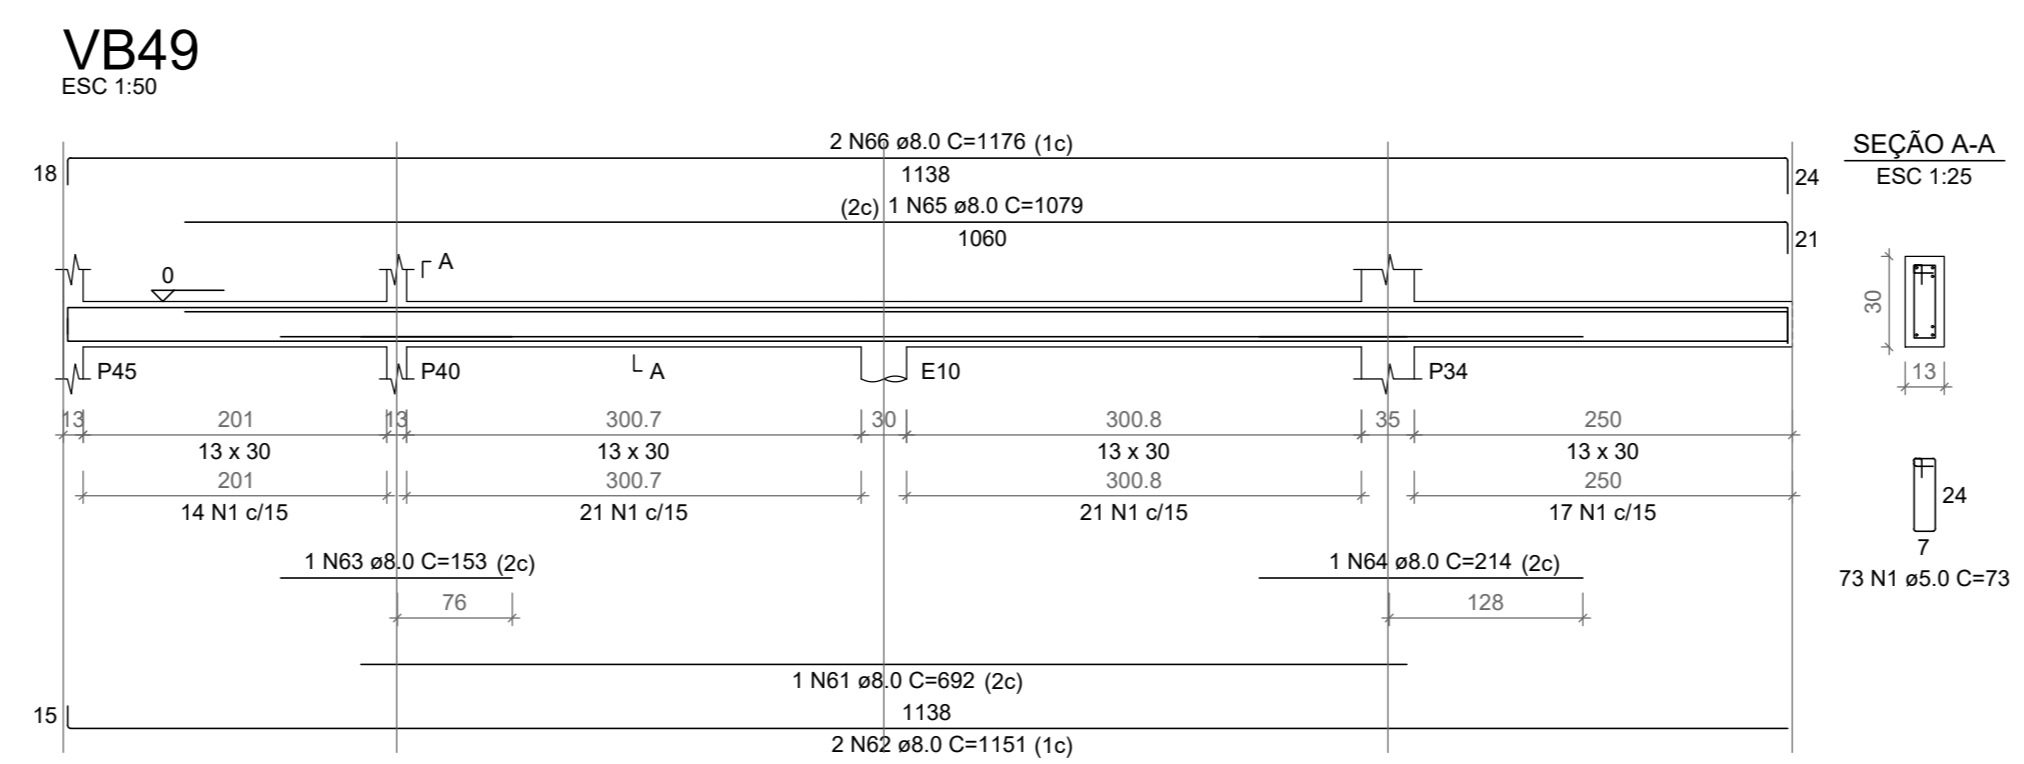 VB49
ESC 1:50
2 N66 ø8.0 C=1176 (1c)
18
1138
24
(2c) 1 N65 ø8.0 C=1079
1060
21
SEÇÃO A-A
ESC 1:25
A
0
30
13
P45
P40
A
E10
P34
13
201
13
300.7
30
300.8
35
250
13 x 30
13 x 30
13 x 30
13 x 30
201
300.7
300.8
250
14 N1 c/15
21 N1 c/15
21 N1 c/15
17 N1 c/15
24
7
73 N1 ø5.0 C=73
1 N63 ø8.0 C=153 (2c)
1 N64 ø8.0 C=214 (2c)
76
128
1 N61 ø8.0 C=692 (2c)
15
1138
2 N62 ø8.0 C=1151 (1c)